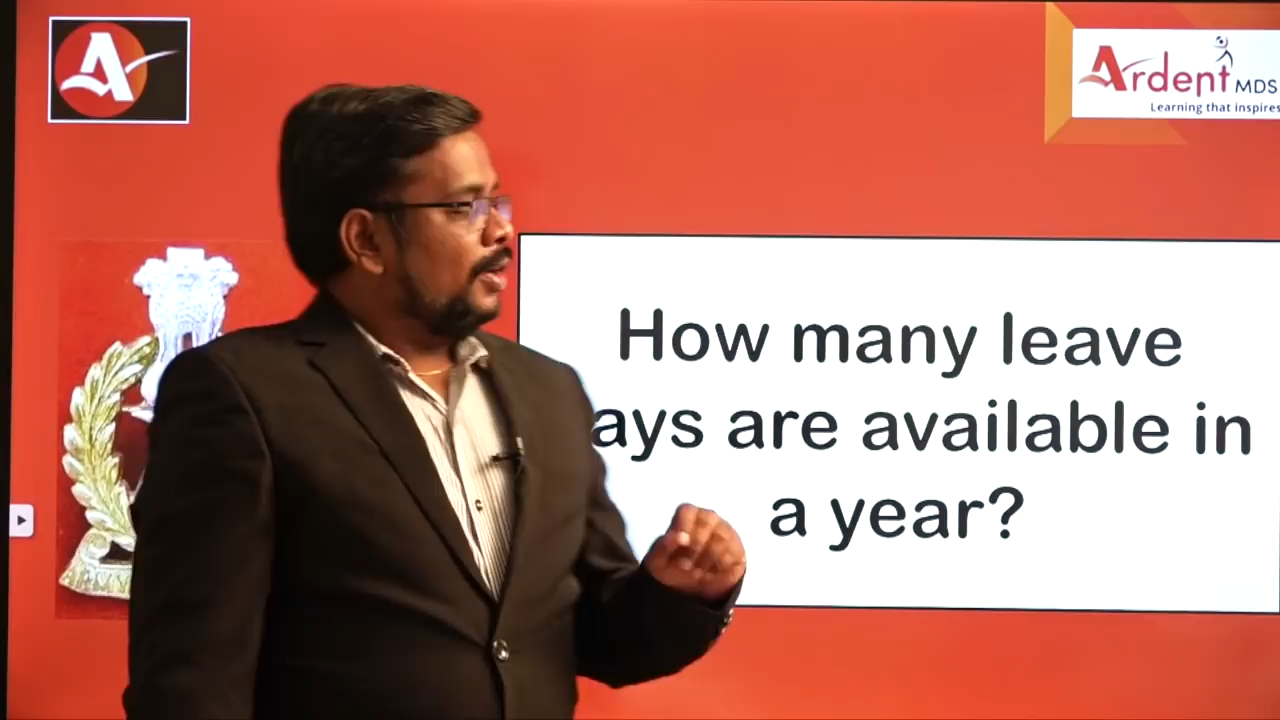 A
Ardent MDS
Learning that inspires
How many leave
ays are available in
a year?